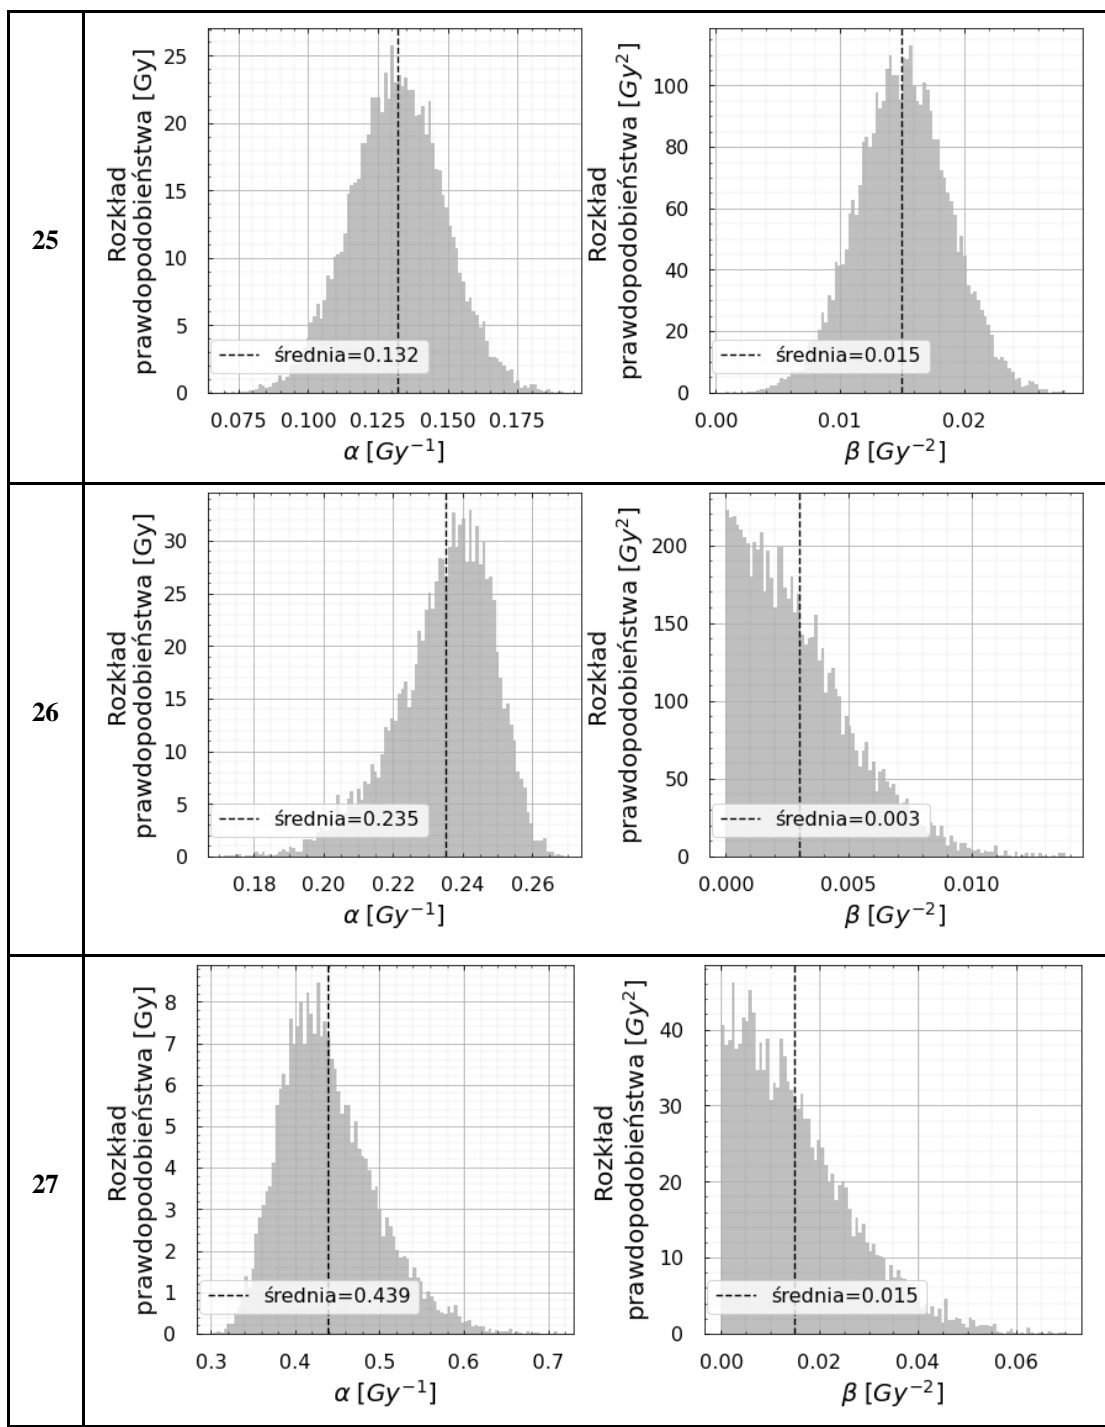 25
Rozkład
prawdopodobieństwa [Gy]
25
20
15
10
5
0
średnia=0.132
0.075 0.100 0.125 0.150 0.175
α [Gy⁻¹]
Rozkład
prawdopodobieństwa [Gy²]
100
80
60
40
20
0
średnia=0.015
0.00 0.01 0.02
β [Gy⁻²]
26
Rozkład
prawdopodobieństwa [Gy]
30
25
20
15
10
5
0
średnia=0.235
0.18 0.20 0.22 0.24 0.26
α [Gy⁻¹]
Rozkład
prawdopodobieństwa [Gy²]
200
150
100
50
0
średnia=0.003
0.000 0.005 0.010
β [Gy⁻²]
27
Rozkład
prawdopodobieństwa [Gy]
8
7
6
5
4
3
2
1
0
średnia=0.439
0.3 0.4 0.5 0.6 0.7
α [Gy⁻¹]
Rozkład
prawdopodobieństwa [Gy²]
40
30
20
10
0
średnia=0.015
0.00 0.02 0.04 0.06
β [Gy⁻²]